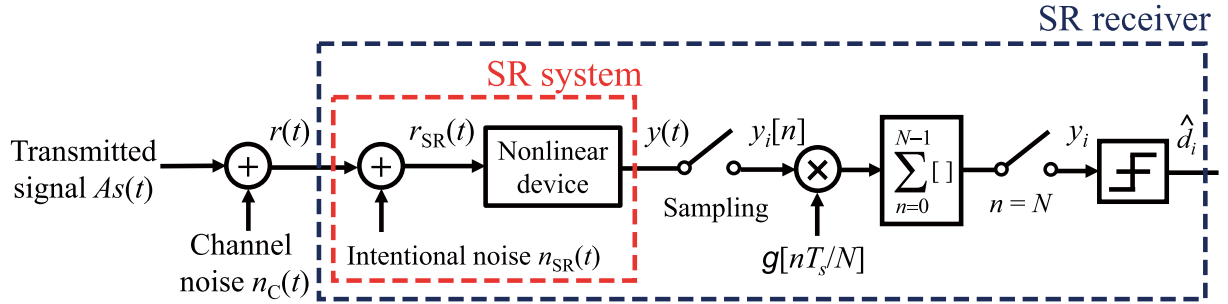 SR receiver
SR system
Transmitted
signal As(t)
r(t)
+
Channel
noise n_C(t)
+
r_SR(t)
Intentional noise n_SR(t)
Nonlinear
device
y(t)
Sampling
y_i[n]
×
g[nT_s/N]
N−1
∑ [ ]
n=0
n = N
y_i
d̂_i